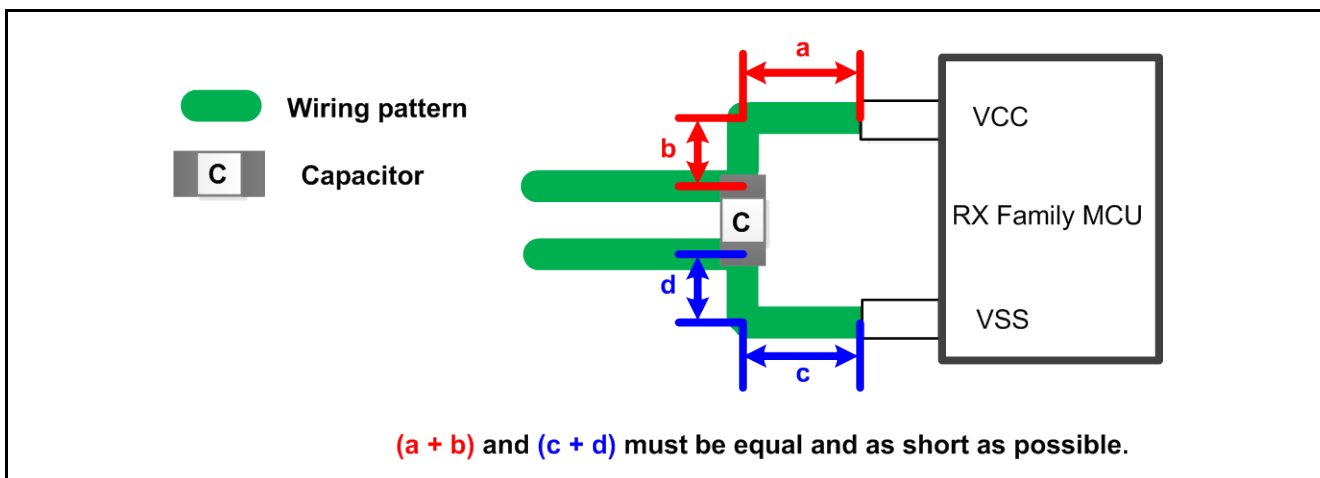 a
Wiring pattern
VCC
b
C
Capacitor
C
RX Family MCU
d
VSS
c
(a + b) and (c + d) must be equal and as short as possible.